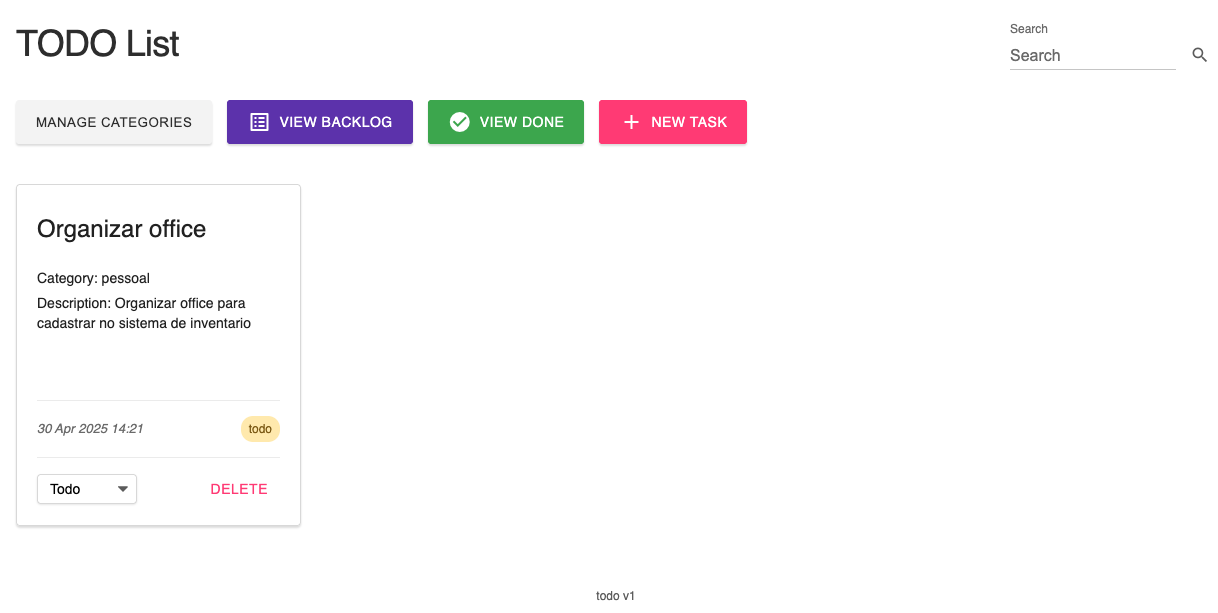 TODO List
Search
Search
MANAGE CATEGORIES
VIEW BACKLOG
VIEW DONE
NEW TASK
Organizar office
Category: pessoal
Description: Organizar office para
cadastrar no sistema de inventario
30 Apr 2025 14:21
todo
Todo
DELETE
todo v1